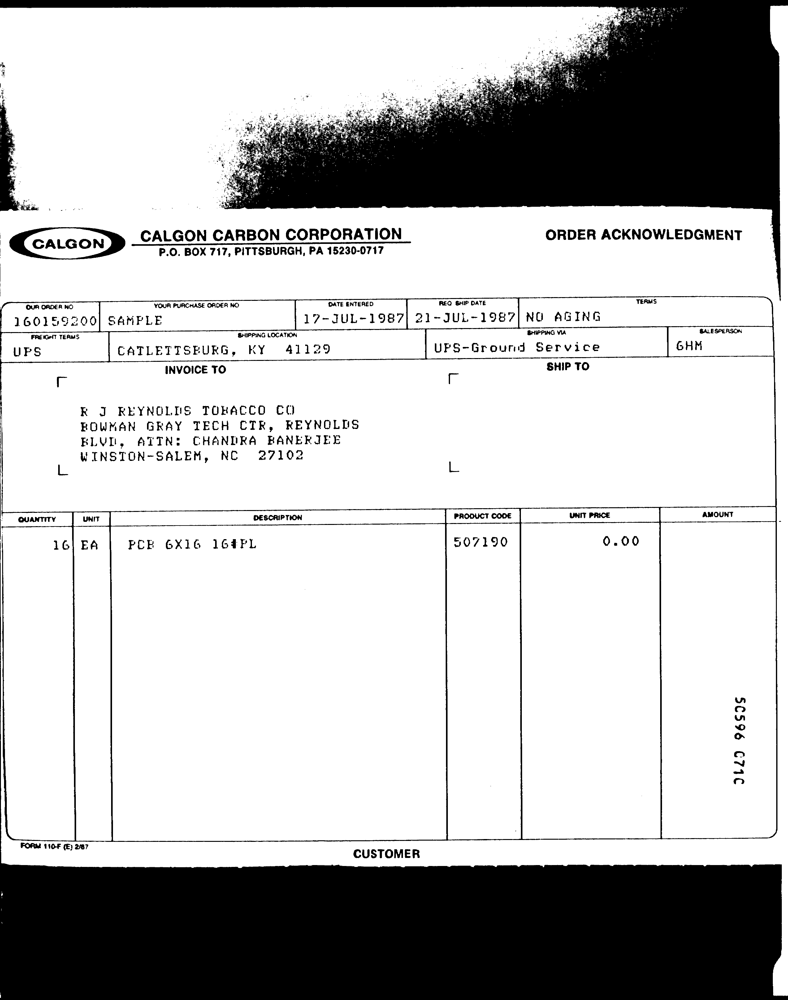 CALGON
CALGON CARBON CORPORATION
P.O. BOX 717, PITTSBURGH, PA 15230-0717
ORDER ACKNOWLEDGMENT
OUR ORDER NO
YOUR PURCHASE ORDER NO
DATE ENTERED
REQ SHIP DATE
TERMS
160159200 SAMPLE 17-JUL-1987 21-JUL-1987 NO AGING
FREIGHT TERMS
SHIPPING LOCATION
SHIPPING VIA
SALESPERSON
UPS CATLETTSBURG, KY 41129 UPS-Ground Service GHM
INVOICE TO
SHIP TO
R J REYNOLDS TOBACCO CO
BOWMAN GRAY TECH CTR, REYNOLDS
BLVD, ATTN: CHANDRA BANERJEE
WINSTON-SALEM, NC 27102
QUANTITY UNIT DESCRIPTION PRODUCT CODE UNIT PRICE AMOUNT
16 EA PCB 6X16 16#PL 507190 0.00
FORM 110-F (E) 2/87
CUSTOMER